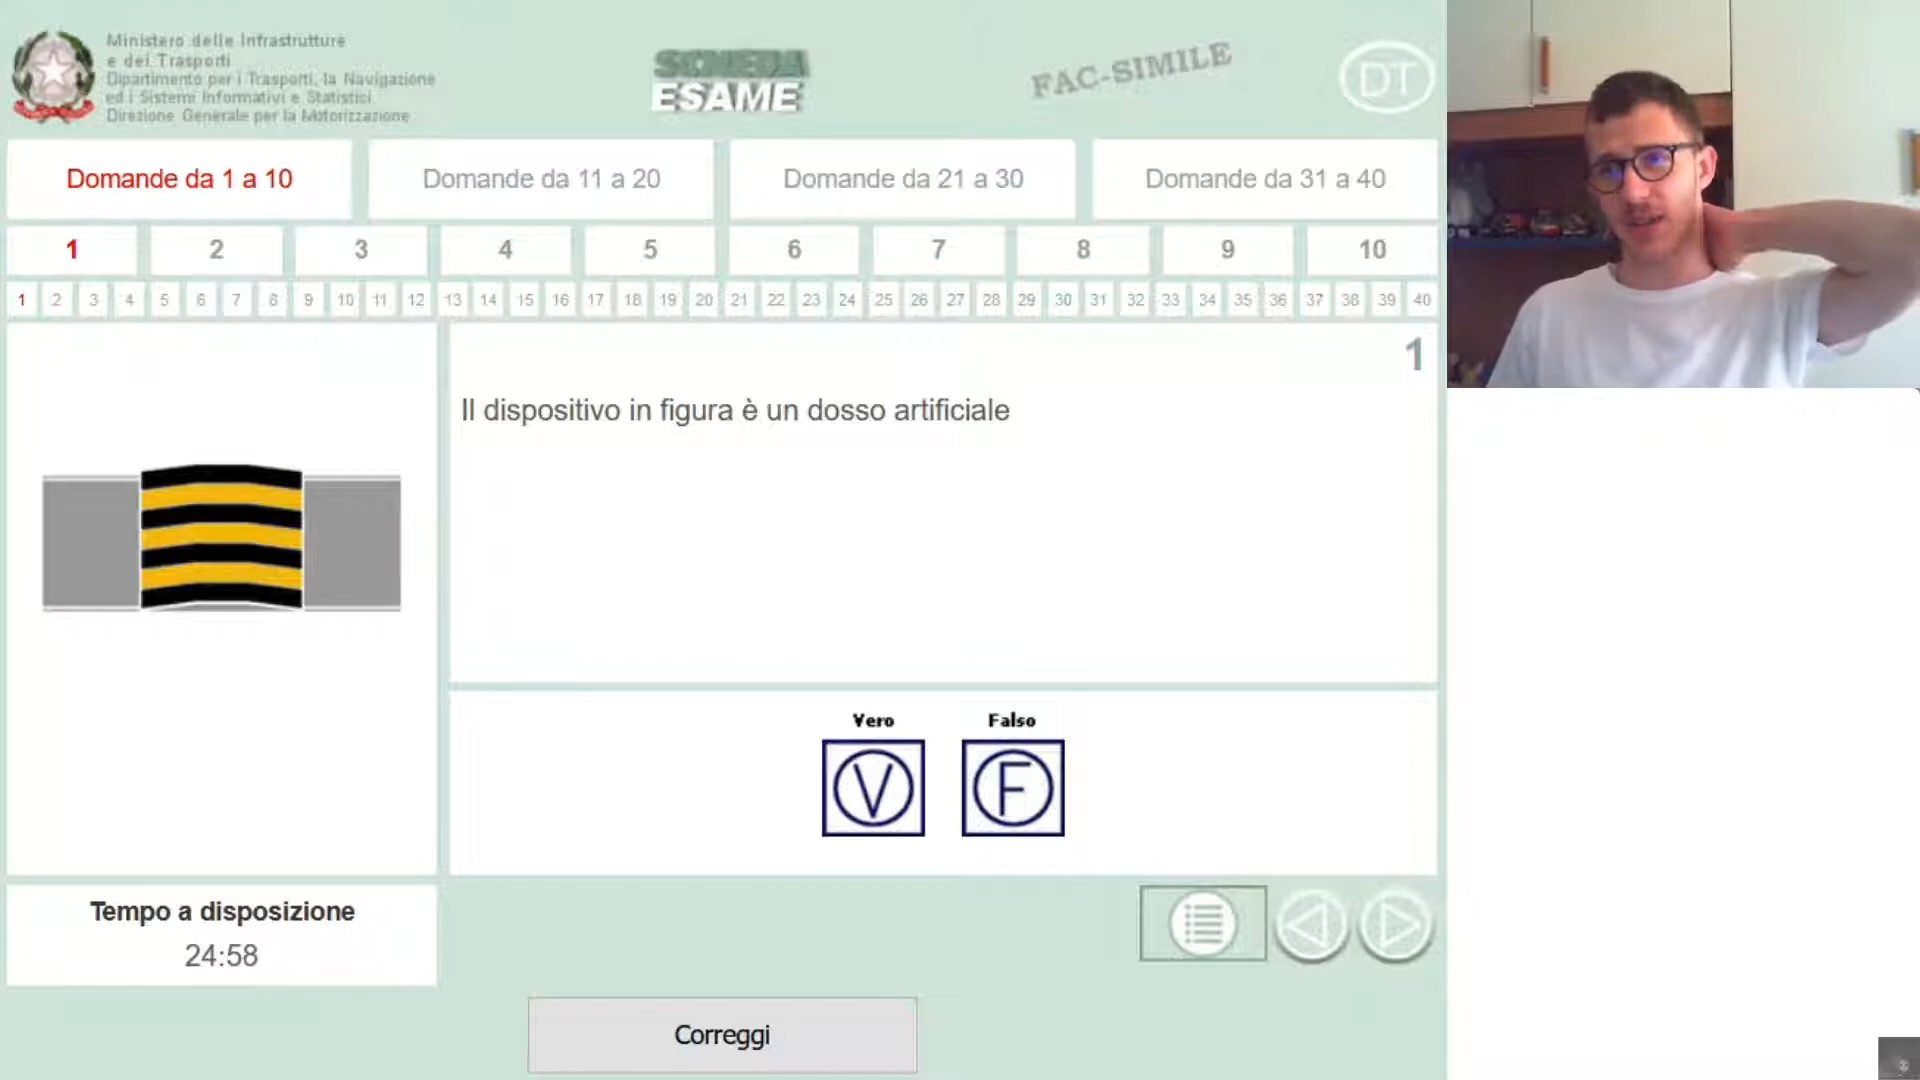 Ministero delle Infrastrutture
e dei Trasporti
Dipartimento per i Trasporti, la Navigazione
ed i Sistemi Informativi e Statistici
Direzione Generale per la Motorizzazione
SCHEDA
ESAME
FAC-SIMILE
DT
Domande da 1 a 10
Domande da 11 a 20
Domande da 21 a 30
Domande da 31 a 40
1 2 3 4 5 6 7 8 9 10
1 2 3 4 5 6 7 8 9 10 11 12 13 14 15 16 17 18 19 20 21 22 23 24 25 26 27 28 29 30 31 32 33 34 35 36 37 38 39 40
1
Il dispositivo in figura è un dosso artificiale
Vero Falso
V F
Tempo a disposizione
24:58
Correggi